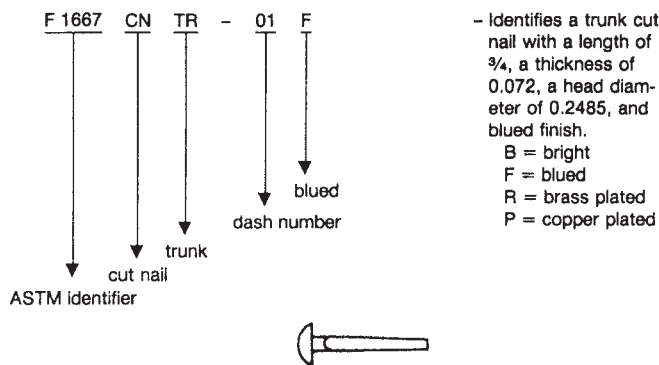 F 1667 CN TR - 01 F
blued
dash number
trunk
cut nail
ASTM identifier
– Identifies a trunk cut
nail with a length of
¾, a thickness of
0.072, a head diam-
eter of 0.2485, and
blued finish.
B = bright
F = blued
R = brass plated
P = copper plated